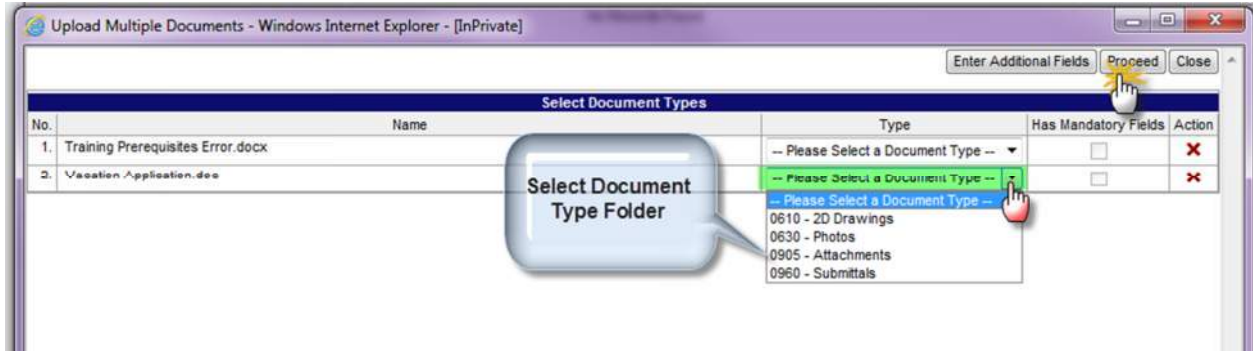 Upload Multiple Documents - Windows Internet Explorer - [InPrivate]
Enter Additional Fields Proceed Close
Select Document Types
No. Name Type Has Mandatory Fields Action
1. Training Prerequisites Error.docx -- Please Select a Document Type --
2. Vacation Application.doc -- Please Select a Document Type --
Select Document
Type Folder
-- Please Select a Document Type --
0610 - 2D Drawings
0630 - Photos
0905 - Attachments
0960 - Submittals